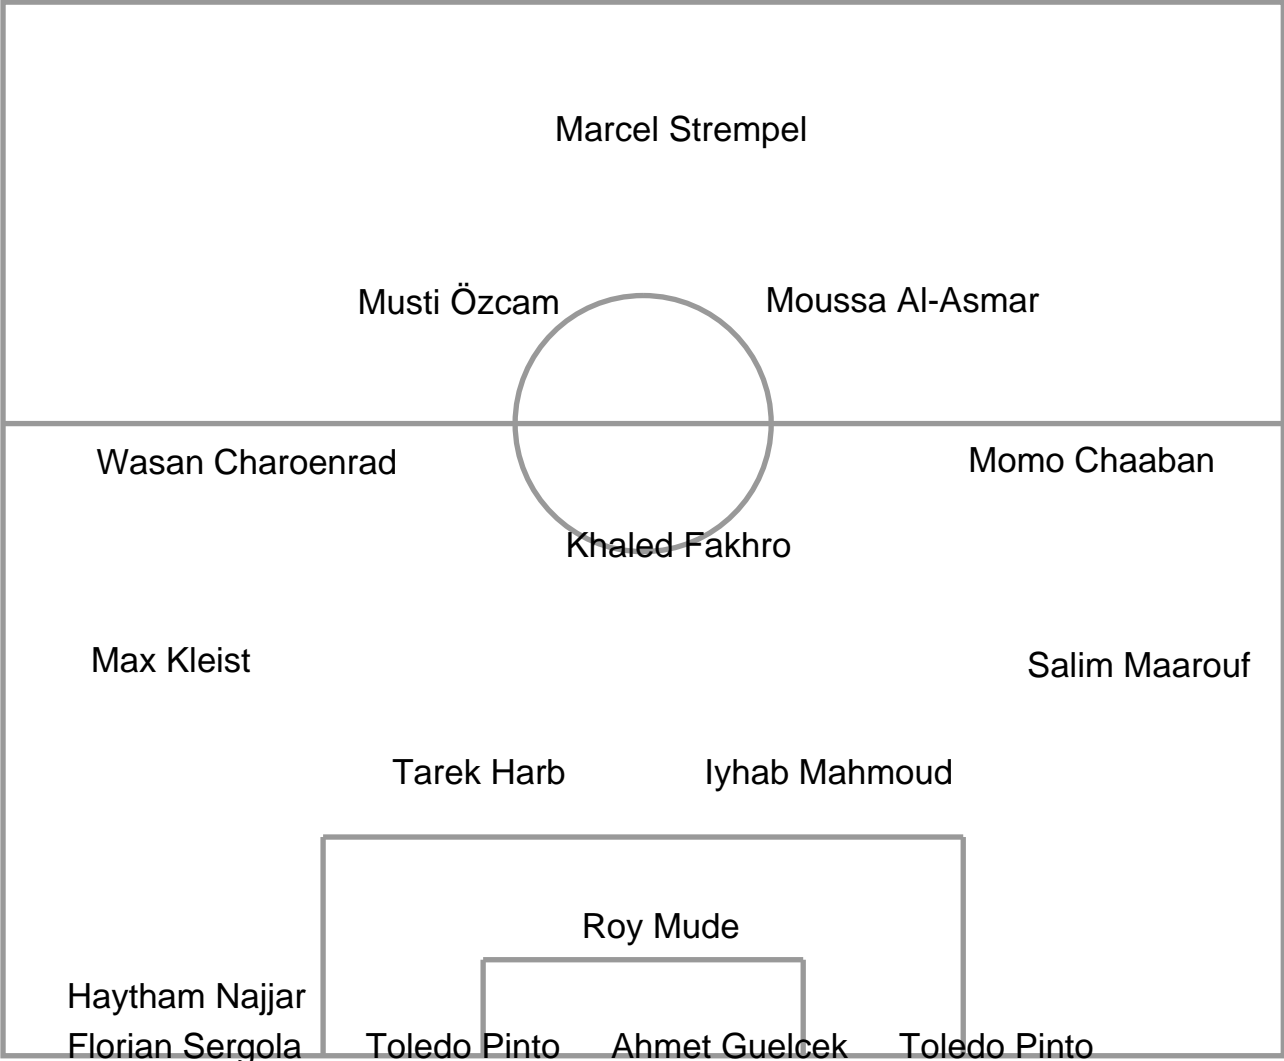 Marcel Strempel
Musti Özcam
Moussa Al-Asmar
Wasan Charoenrad
Momo Chaaban
Khaled Fakhro
Max Kleist
Salim Maarouf
Tarek Harb
Iyhab Mahmoud
Roy Mude
Haytham Najjar
Florian Sergola
Toledo Pinto
Ahmet Guelcek
Toledo Pinto